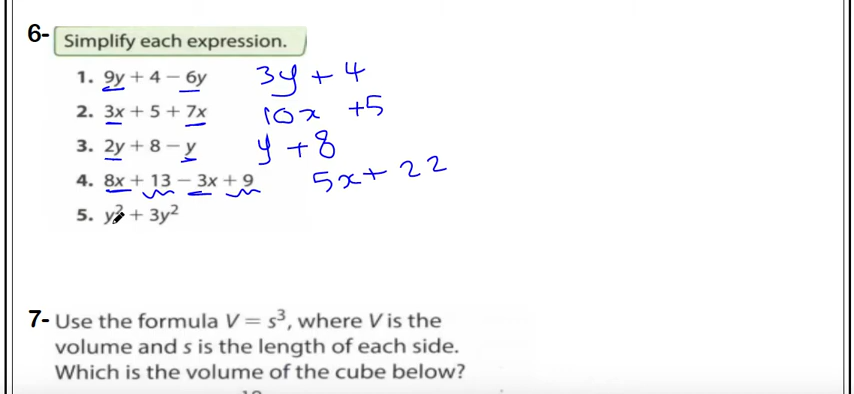 6- Simplify each expression.
1. 9y + 4 − 6y 3y + 4
2. 3x + 5 + 7x 10x +5
3. 2y + 8 − y y + 8
4. 8x + 13 − 3x + 9 5x + 22
5. y² + 3y²
7- Use the formula V = s³, where V is the
volume and s is the length of each side.
Which is the volume of the cube below?